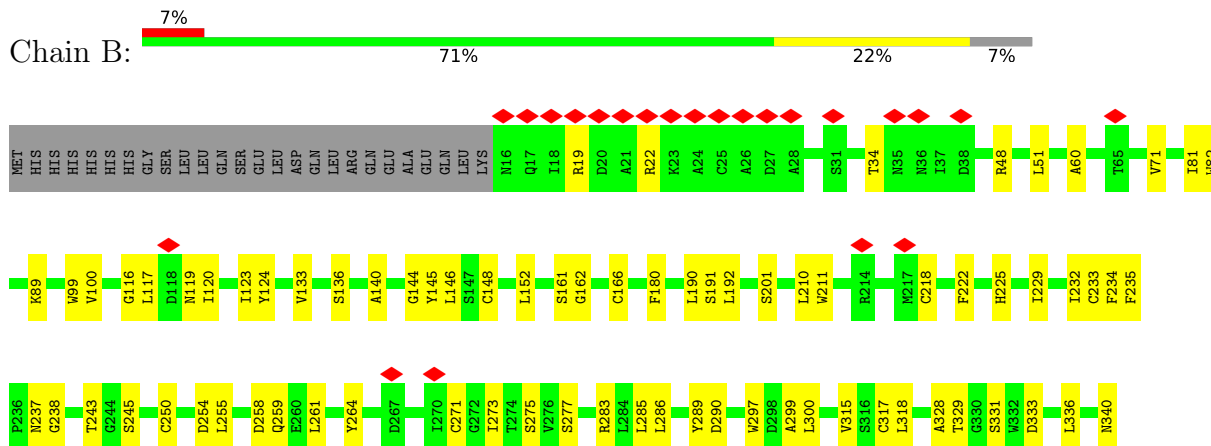 7%
Chain B:
71% 22% 7%
MET HIS HIS HIS HIS HIS HIS GLY SER LEU LEU GLN SER GLU LEU ASP GLN LEU ARG GLN GLU ALA GLU GLN LEU LYS N16 Q17 I18 R19 D20 A21 R22 K23 A24 C25 A26 D27 A28 S31 T34 N35 N36 I37 D38 R48 L51 A60 T65 V71 I81 W82
K89 W99 V100 G116 L117 D118 N119 I120 I123 Y124 V133 S136 A140 G144 Y145 L146 S147 C148 L152 S161 G162 C166 F180 L190 S191 L192 S201 L210 W211 R214 M217 C218 F222 H225 I229 I232 C233 F234 F235
P236 N237 G238 T243 G244 S245 C250 D254 L255 D258 Q259 E260 L261 Y264 D267 I270 C271 G272 I273 T274 S275 V276 S277 R283 L284 L285 L286 Y289 D290 W297 D298 A299 L300 V315 S316 C317 L318 A328 T329 G330 S331 W332 D333 L336 N340